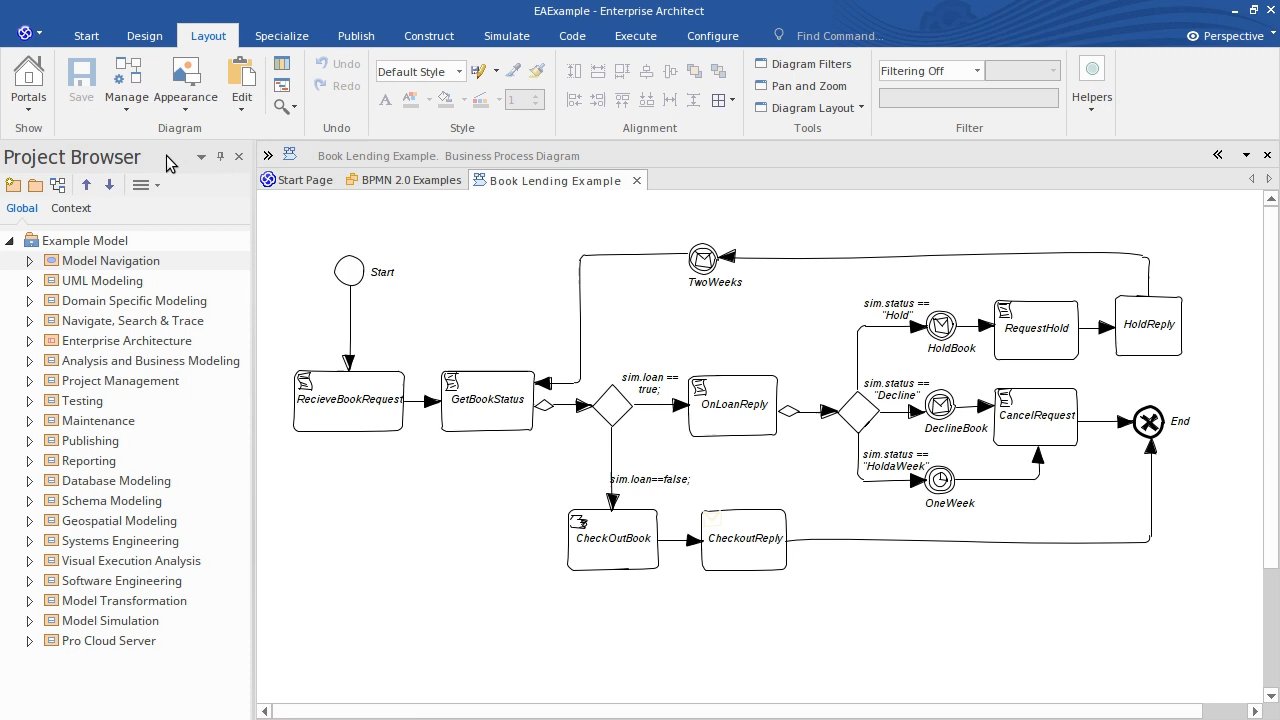 EAExample - Enterprise Architect
Start Design Layout Specialize Publish Construct Simulate Code Execute Configure Find Command... Perspective
Portals Save Manage Appearance Edit
Undo
Redo
Default Style
1
Diagram Filters
Pan and Zoom
Diagram Layout
Filtering Off
Helpers
Show Diagram Undo Style Alignment Tools Filter
Project Browser
Book Lending Example. Business Process Diagram
Start Page BPMN 2.0 Examples Book Lending Example
Global Context
Example Model
Model Navigation
UML Modeling
Domain Specific Modeling
Navigate, Search & Trace
Enterprise Architecture
Analysis and Business Modeling
Project Management
Testing
Maintenance
Publishing
Reporting
Database Modeling
Schema Modeling
Geospatial Modeling
Systems Engineering
Visual Execution Analysis
Software Engineering
Model Transformation
Model Simulation
Pro Cloud Server
Start
TwoWeeks
sim.status ==
"Hold"
HoldBook
RequestHold
HoldReply
RecieveBookRequest
GetBookStatus
sim.loan ==
true;
OnLoanReply
sim.status ==
"Decline"
DeclineBook
CancelRequest
End
sim.status ==
"HoldaWeek"
OneWeek
sim.loan==false;
CheckOutBook
CheckoutReply